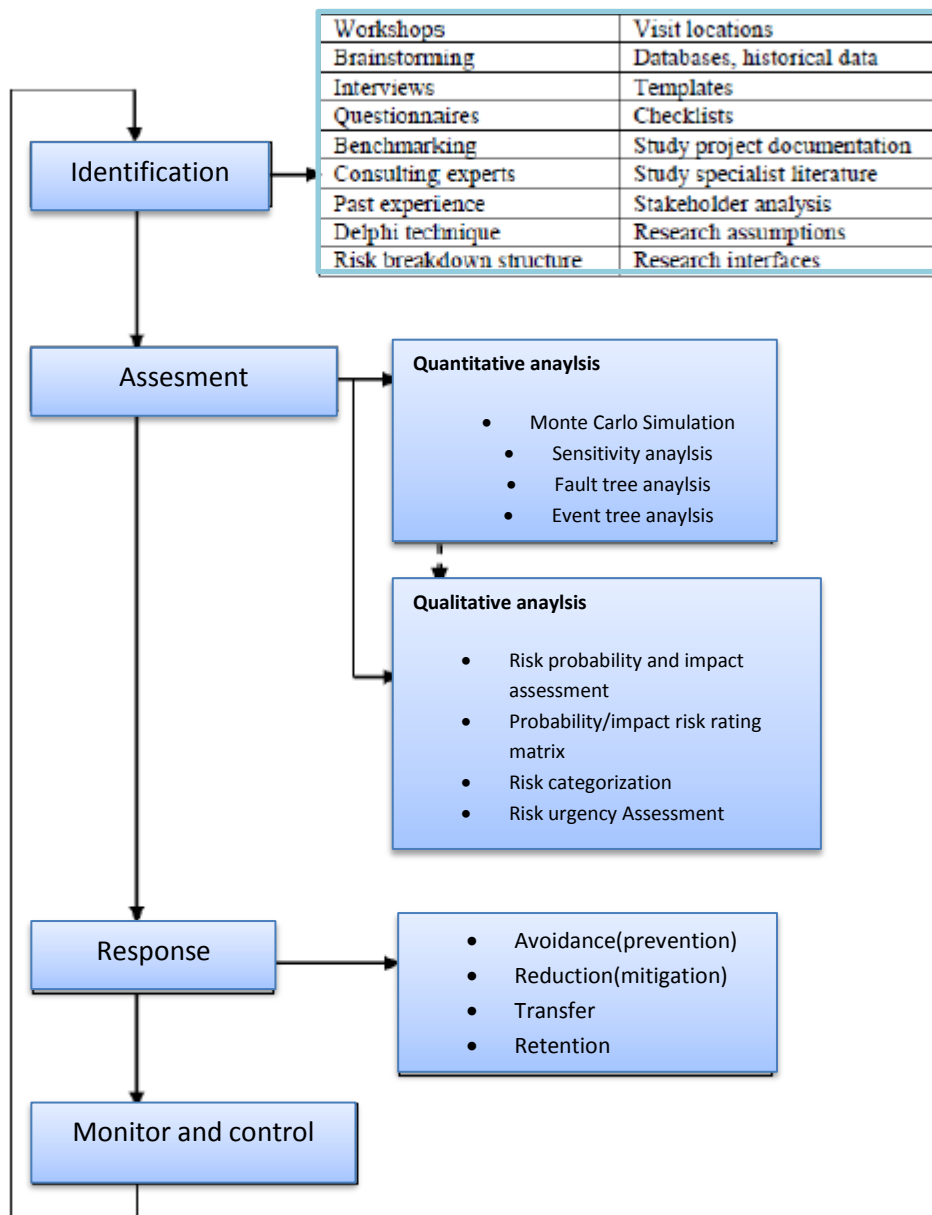 Workshops Visit locations
Brainstorming Databases, historical data
Interviews Templates
Questionnaires Checklists
Benchmarking Study project documentation
Consulting experts Study specialist literature
Past experience Stakeholder analysis
Delphi technique Research assumptions
Risk breakdown structure Research interfaces
Identification
Assesment
Quantitative anaylsis
• Monte Carlo Simulation
• Sensitivity anaylsis
• Fault tree anaylsis
• Event tree anaylsis
Qualitative anaylsis
• Risk probability and impact
assessment
• Probability/impact risk rating
matrix
• Risk categorization
• Risk urgency Assessment
Response
• Avoidance(prevention)
• Reduction(mitigation)
• Transfer
• Retention
Monitor and control